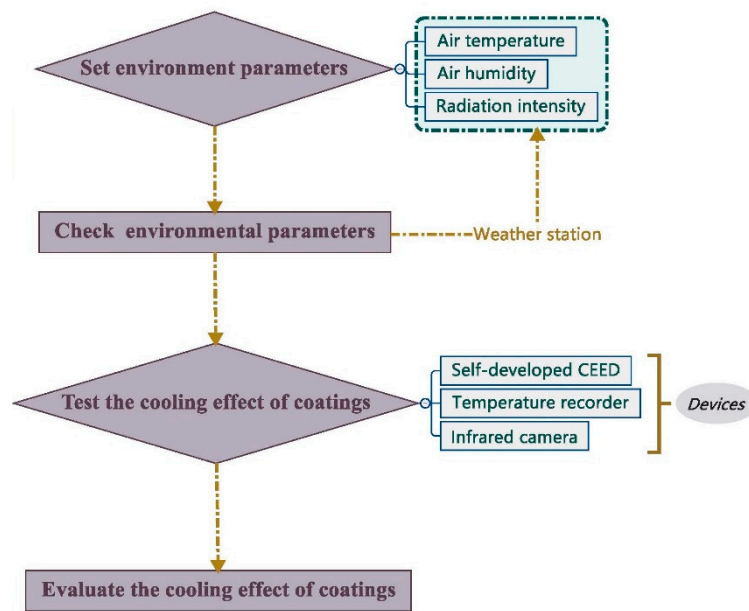 Set environment parameters
Air temperature
Air humidity
Radiation intensity
Check environmental parameters
Weather station
Test the cooling effect of coatings
Self-developed CEED
Temperature recorder
Infrared camera
Devices
Evaluate the cooling effect of coatings